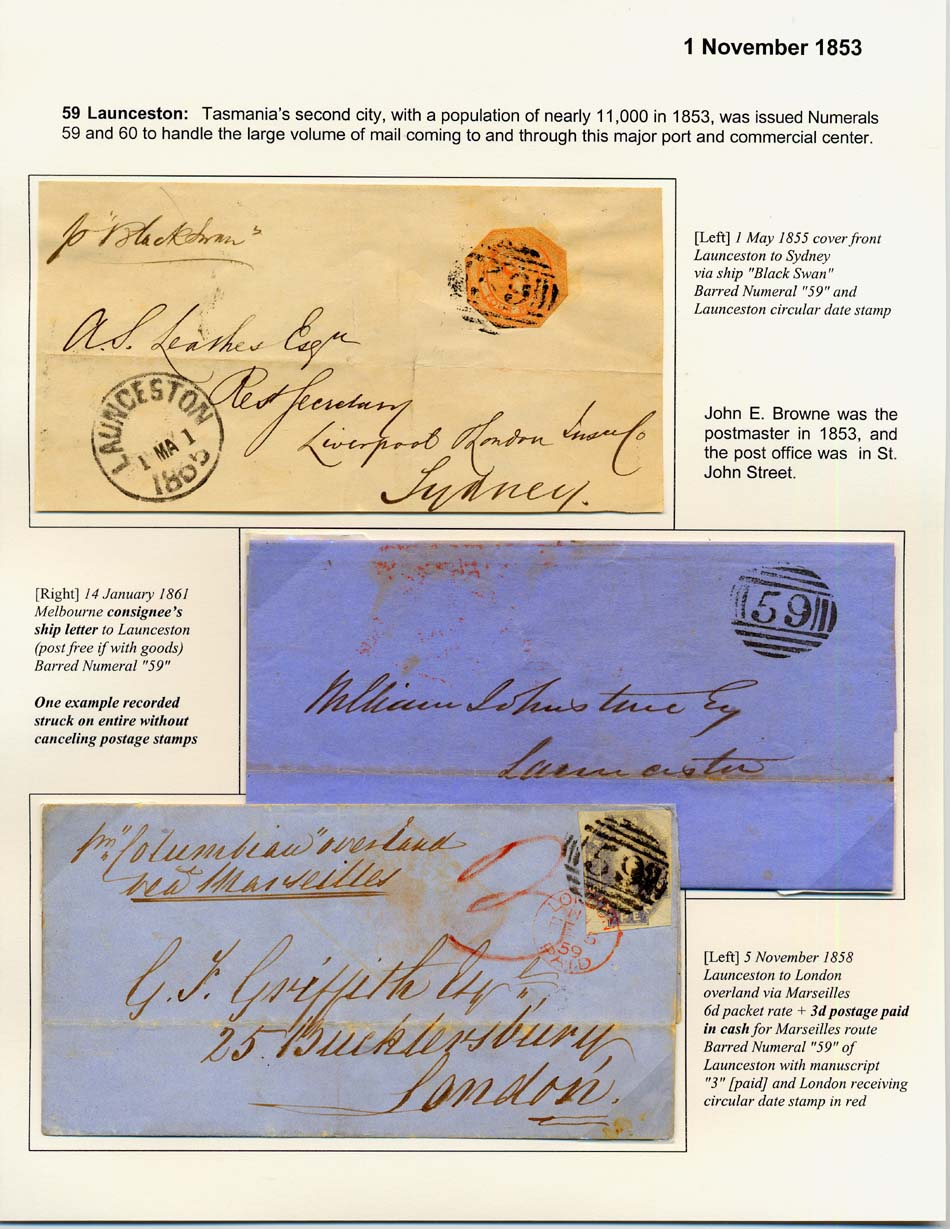 1 November 1853
59 Launceston: Tasmania's second city, with a population of nearly 11,000 in 1853, was issued Numerals
59 and 60 to handle the large volume of mail coming to and through this major port and commercial center.
p "Black Swan"
59
A.S. Leathes Esqr
Rest Secretary
Liverpool & London Insce Co
Sydney.
LAUNCESTON
1 MA 1
1855
[Left] 1 May 1855 cover front
Launceston to Sydney
via ship "Black Swan"
Barred Numeral "59" and
Launceston circular date stamp
John E. Browne was the
postmaster in 1853, and
the post office was in St.
John Street.
[Right] 14 January 1861
Melbourne consignee's
ship letter to Launceston
(post free if with goods)
Barred Numeral "59"
One example recorded
struck on entire without
canceling postage stamps
59
William Johnstone Esq
Launceston
pr "Columbian" overland
via Marseilles
3
59
LONDON
59
PAID
G. F. Griffith Esqre,
25 Bucklersbury
London.
[Left] 5 November 1858
Launceston to London
overland via Marseilles
6d packet rate + 3d postage paid
in cash for Marseilles route
Barred Numeral "59" of
Launceston with manuscript
"3" [paid] and London receiving
circular date stamp in red